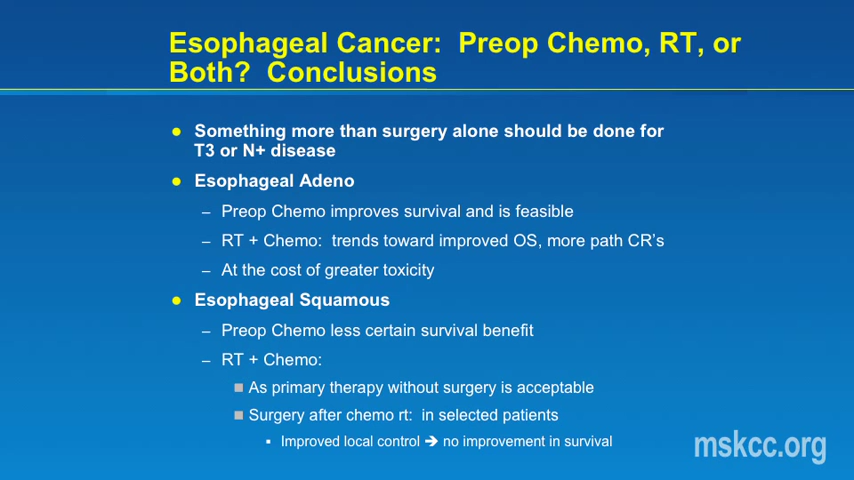 Esophageal Cancer:  Preop Chemo, RT, or
Both?  Conclusions
● Something more than surgery alone should be done for
T3 or N+ disease
● Esophageal Adeno
– Preop Chemo improves survival and is feasible
– RT + Chemo:  trends toward improved OS, more path CR's
– At the cost of greater toxicity
● Esophageal Squamous
– Preop Chemo less certain survival benefit
– RT + Chemo:
■ As primary therapy without surgery is acceptable
■ Surgery after chemo rt:  in selected patients
▪ Improved local control ➔ no improvement in survival
mskcc.org